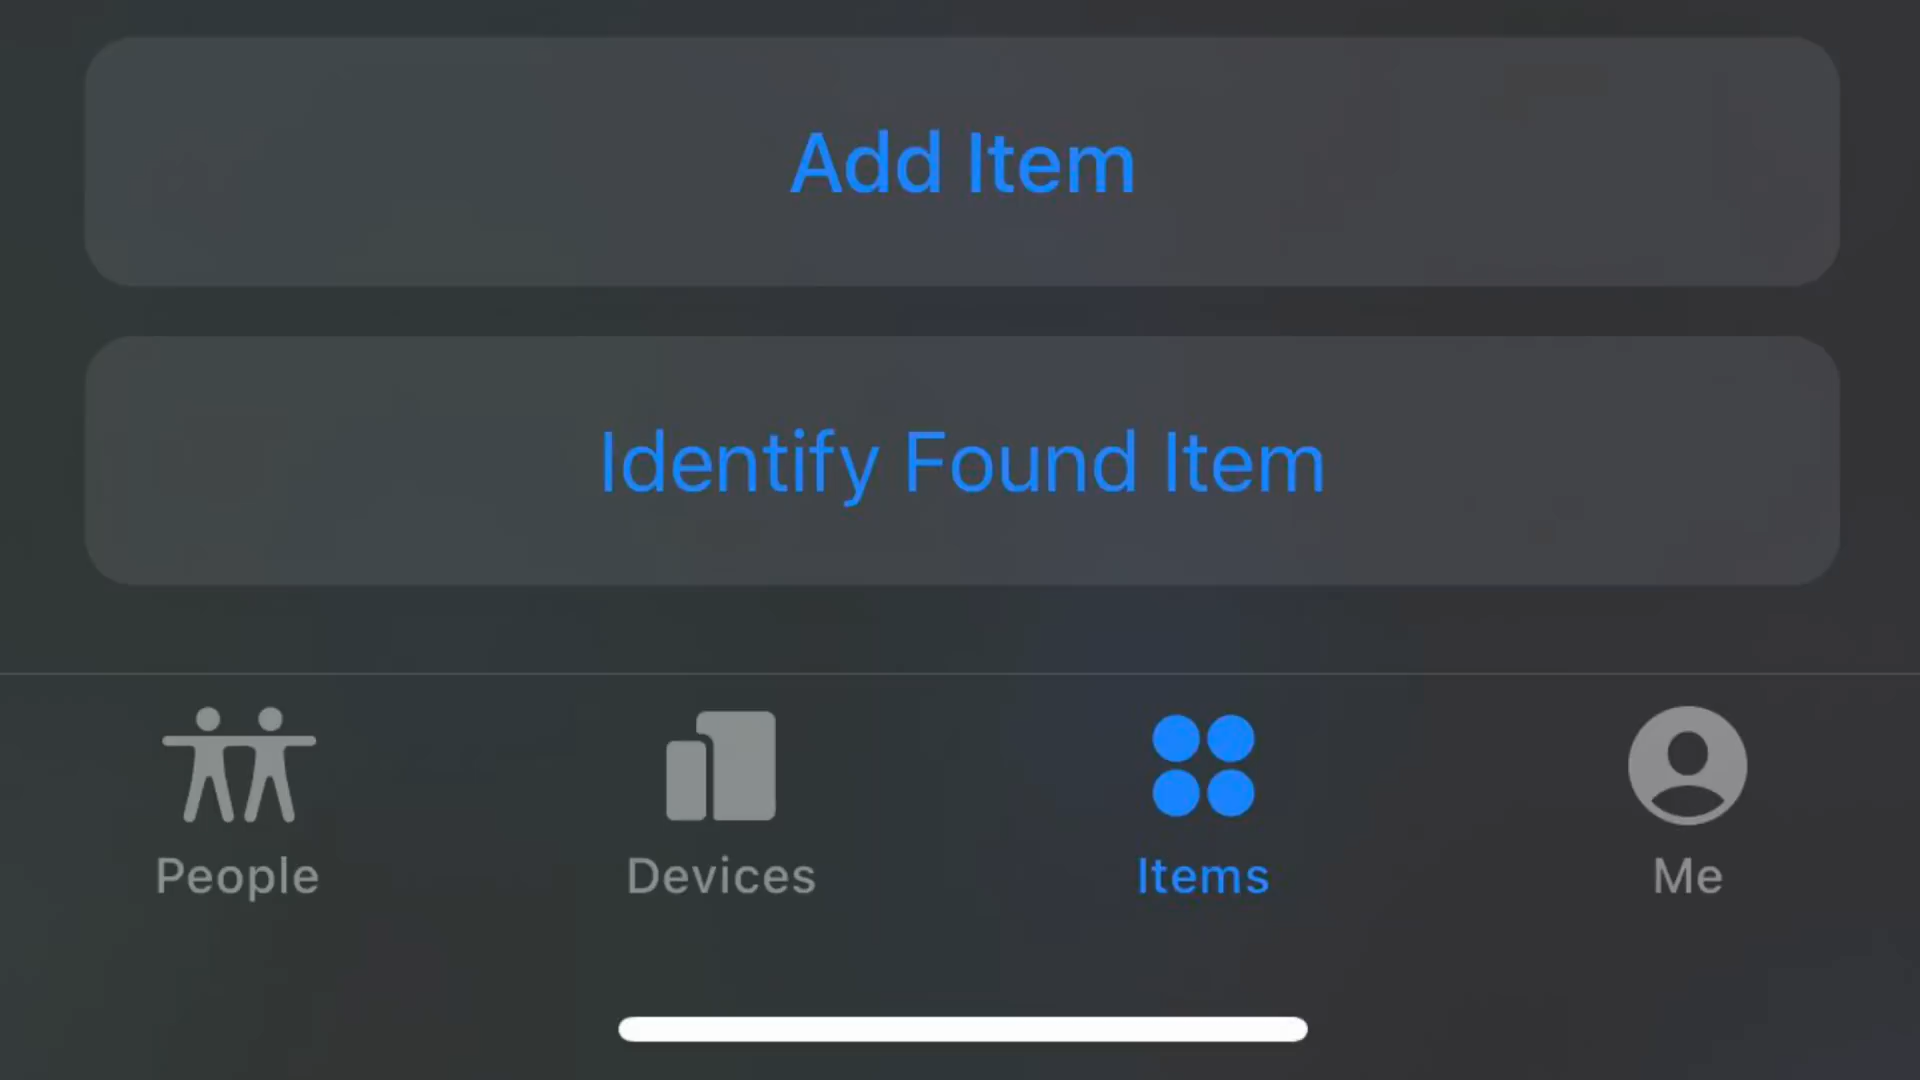 Add Item
Identify Found Item
People
Devices
Items
Me